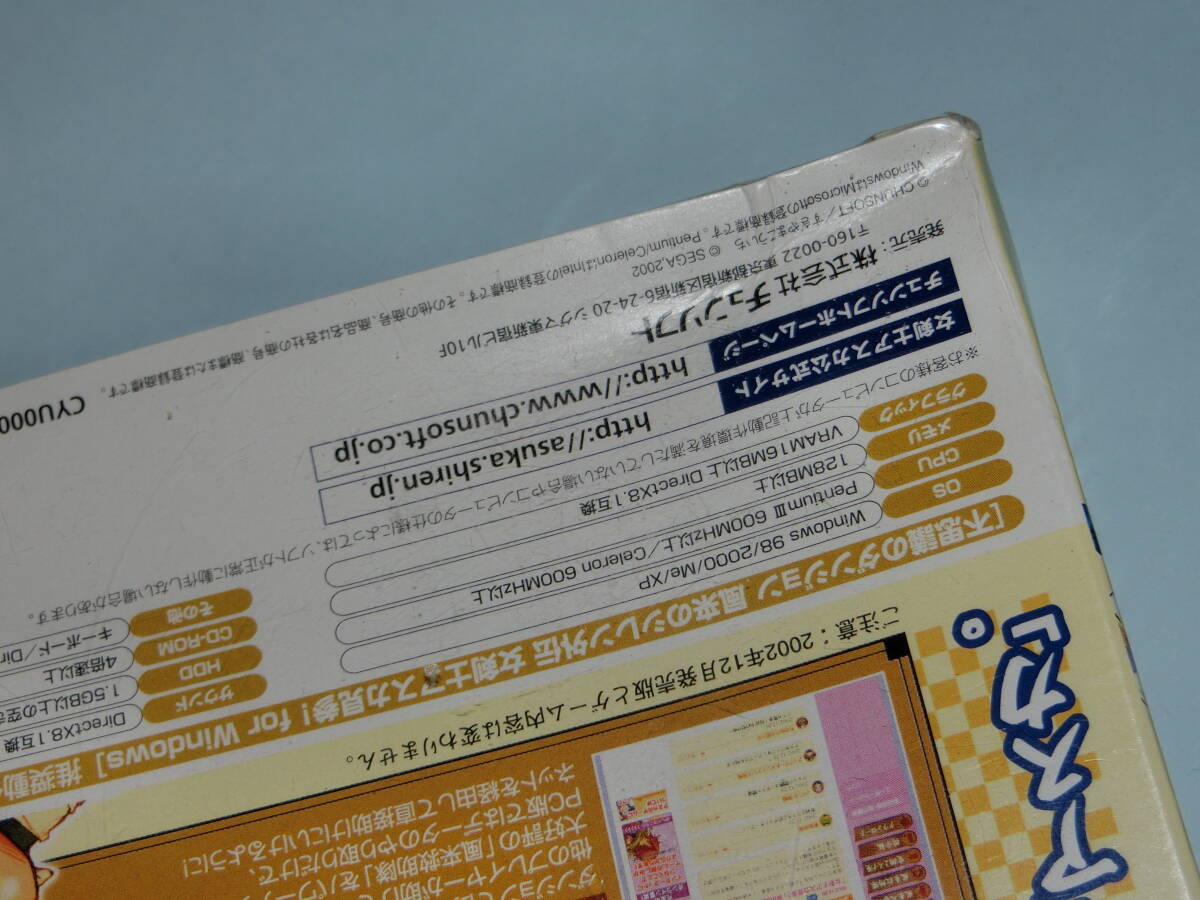 アスカ」。
ダンジョ
他のプレイヤーが助け
大好評の「風来救助隊」をパワー
PC版ではデータのやり取りだけで、
ネットを経由して直接助けにいけるように
ご注意：2002年12月発売版とゲーム内容は変わりません。
[不思議のダンジョン 風来のシレン外伝 女剣士アスカ見参! for Windows] 推奨動
OS Windows 98/2000/Me/XP
CPU PentiumⅢ 600MHz以上/Celeron 600MHz以上
メモリ 128MB以上
グラフィック VRAM16MB以上 DirectX8.1互換
サウンド DirectX8.1互換
HDD 1.5GB以上の空き
CD-ROM 4倍速以上
その他 キーボード/Dir
※お客様のコンピュータが上記動作環境を満たしていない場合やコンピュータの仕様によっては、ソフトが正常に動作しない場合があります。
女剣士アスカ公式サイト http://asuka.shiren.jp
チュンソフトホームページ http://www.chunsoft.co.jp
発売元：株式会社 チュンソフト
〒160-0022 東京都新宿区新宿6-24-20 シグマ東新宿ビル10F
© CHUNSOFT/すぎやまこういち © SEGA,2002
WindowsはMicrosoftの登録商標です。Pentium/CeleronはIntelの登録商標です。その他の商号、商品名は各社の商号、商標または登録商標です。
CYU000